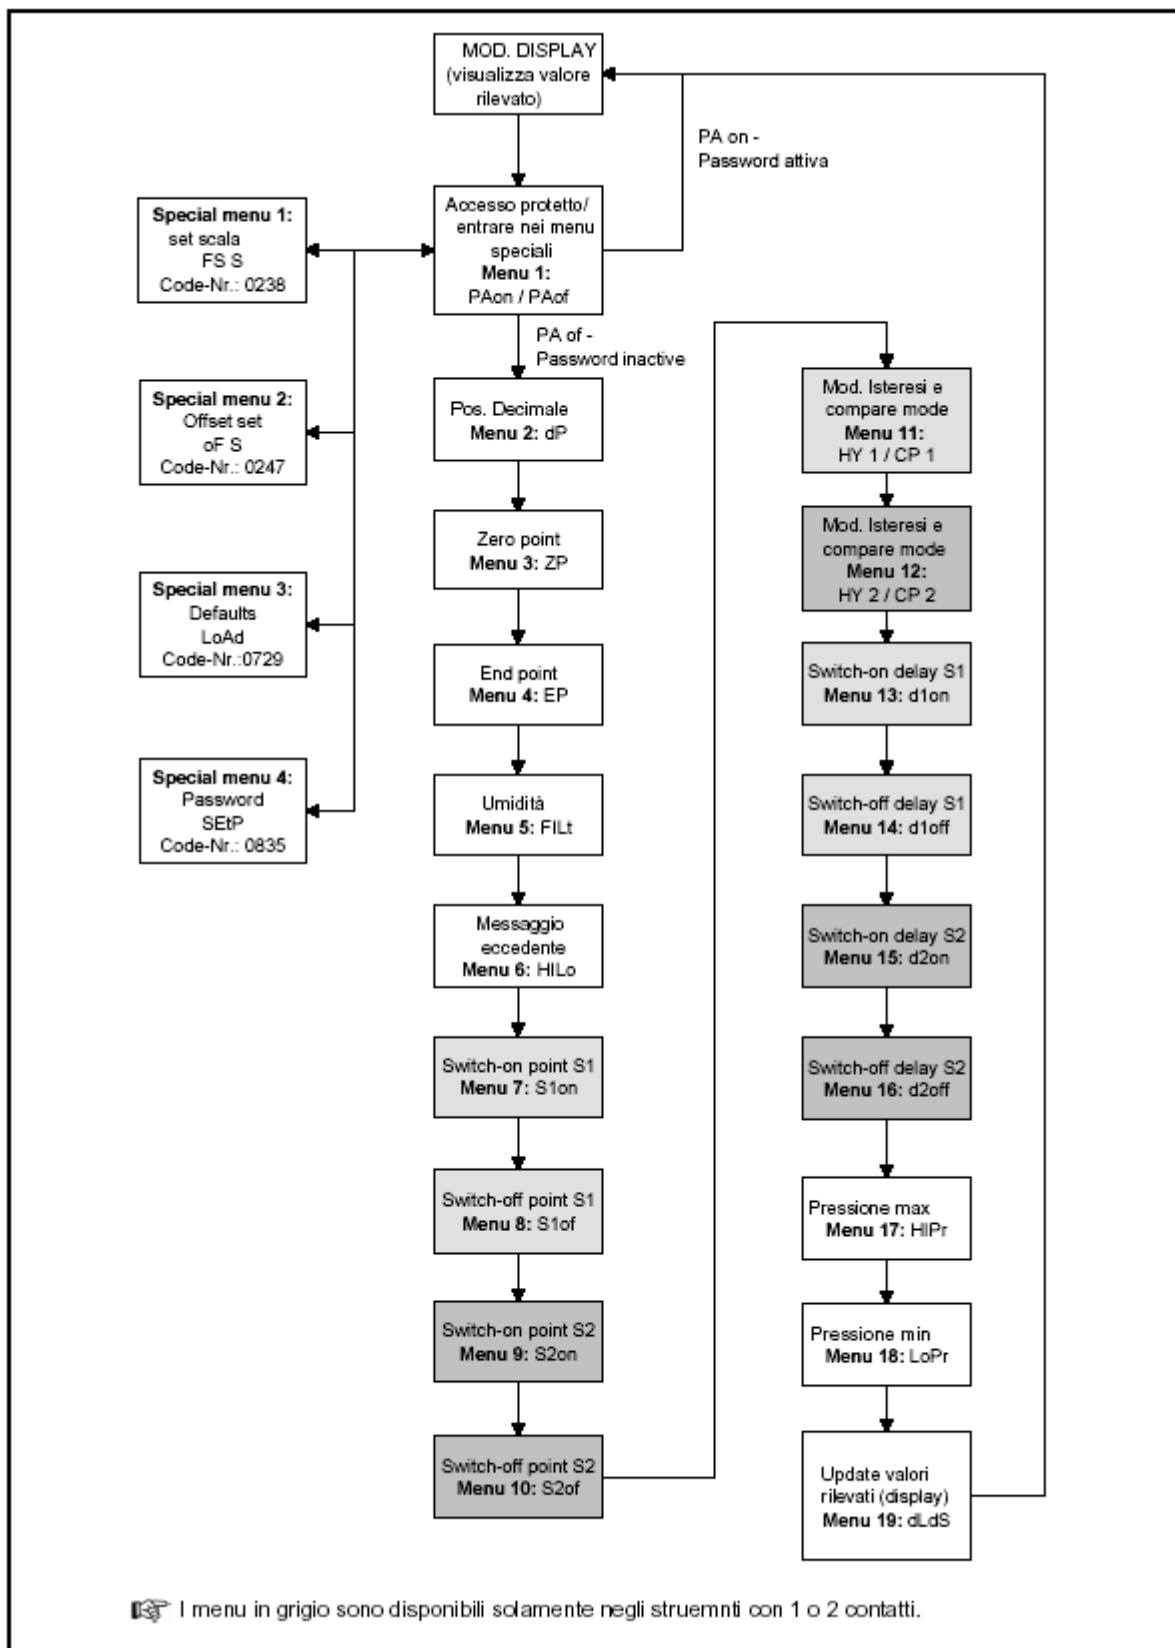 MOD. DISPLAY
(visualizza valore
rilevato)
PA on -
Password attiva
Accesso protetto/
entrare nei menu
speciali
Menu 1:
PAon / PAof
Special menu 1:
set scala
FS S
Code-Nr.: 0238
Special menu 2:
Offset set
oF S
Code-Nr.: 0247
Special menu 3:
Defaults
LoAd
Code-Nr.:0729
Special menu 4:
Password
SEtP
Code-Nr.: 0835
PA of -
Password inactive
Pos. Decimale
Menu 2: dP
Zero point
Menu 3: ZP
End point
Menu 4: EP
Umidità
Menu 5: FILt
Messaggio
eccedente
Menu 6: HILo
Switch-on point S1
Menu 7: S1on
Switch-off point S1
Menu 8: S1of
Switch-on point S2
Menu 9: S2on
Switch-off point S2
Menu 10: S2of
Mod. Isteresi e
compare mode
Menu 11:
HY 1 / CP 1
Mod. Isteresi e
compare mode
Menu 12:
HY 2 / CP 2
Switch-on delay S1
Menu 13: d1on
Switch-off delay S1
Menu 14: d1off
Switch-on delay S2
Menu 15: d2on
Switch-off delay S2
Menu 16: d2off
Pressione max
Menu 17: HIPr
Pressione min
Menu 18: LoPr
Update valori
rilevati (display)
Menu 19: dLdS
I menu in grigio sono disponibili solamente negli struemnti con 1 o 2 contatti.